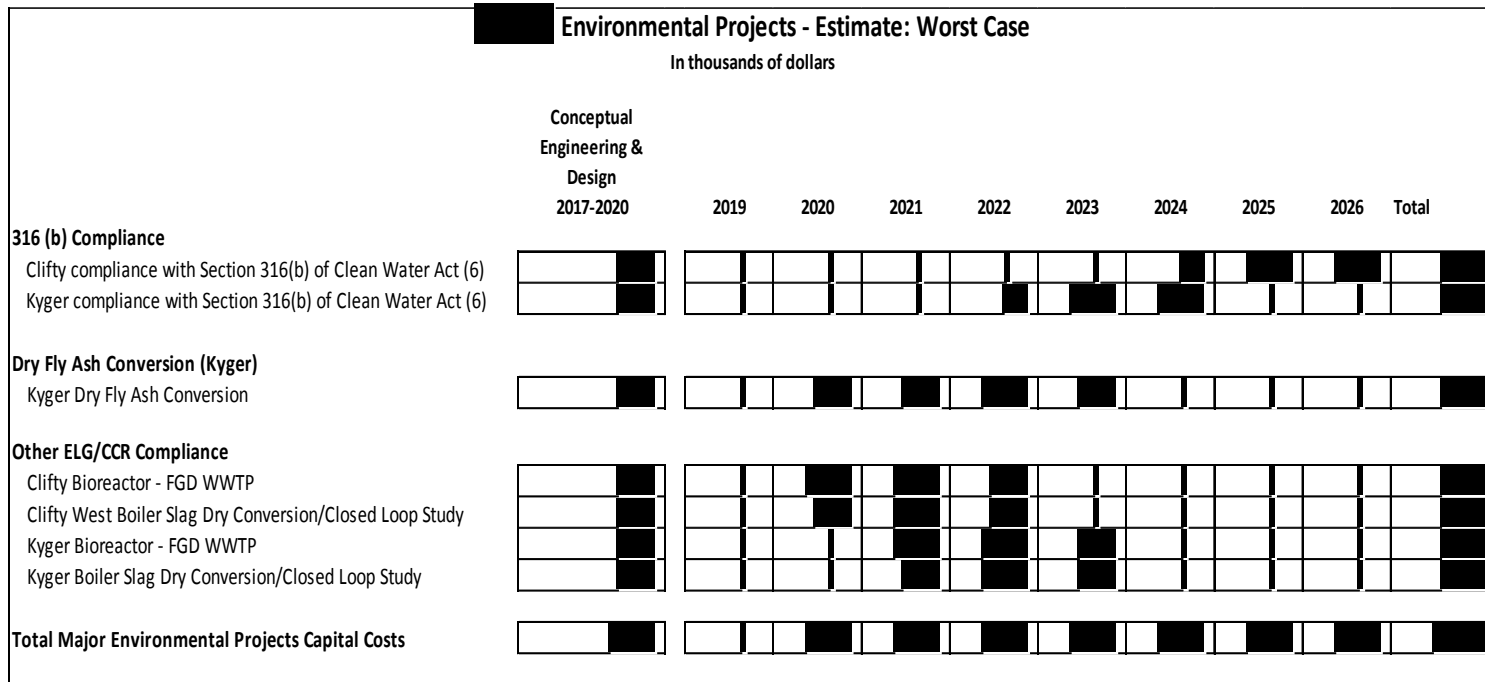 Environmental Projects - Estimate: Worst Case
In thousands of dollars
Conceptual
Engineering &
Design
2017-2020 2019 2020 2021 2022 2023 2024 2025 2026 Total
316 (b) Compliance
Clifty compliance with Section 316(b) of Clean Water Act (6)
Kyger compliance with Section 316(b) of Clean Water Act (6)
Dry Fly Ash Conversion (Kyger)
Kyger Dry Fly Ash Conversion
Other ELG/CCR Compliance
Clifty Bioreactor - FGD WWTP
Clifty West Boiler Slag Dry Conversion/Closed Loop Study
Kyger Bioreactor - FGD WWTP
Kyger Boiler Slag Dry Conversion/Closed Loop Study
Total Major Environmental Projects Capital Costs